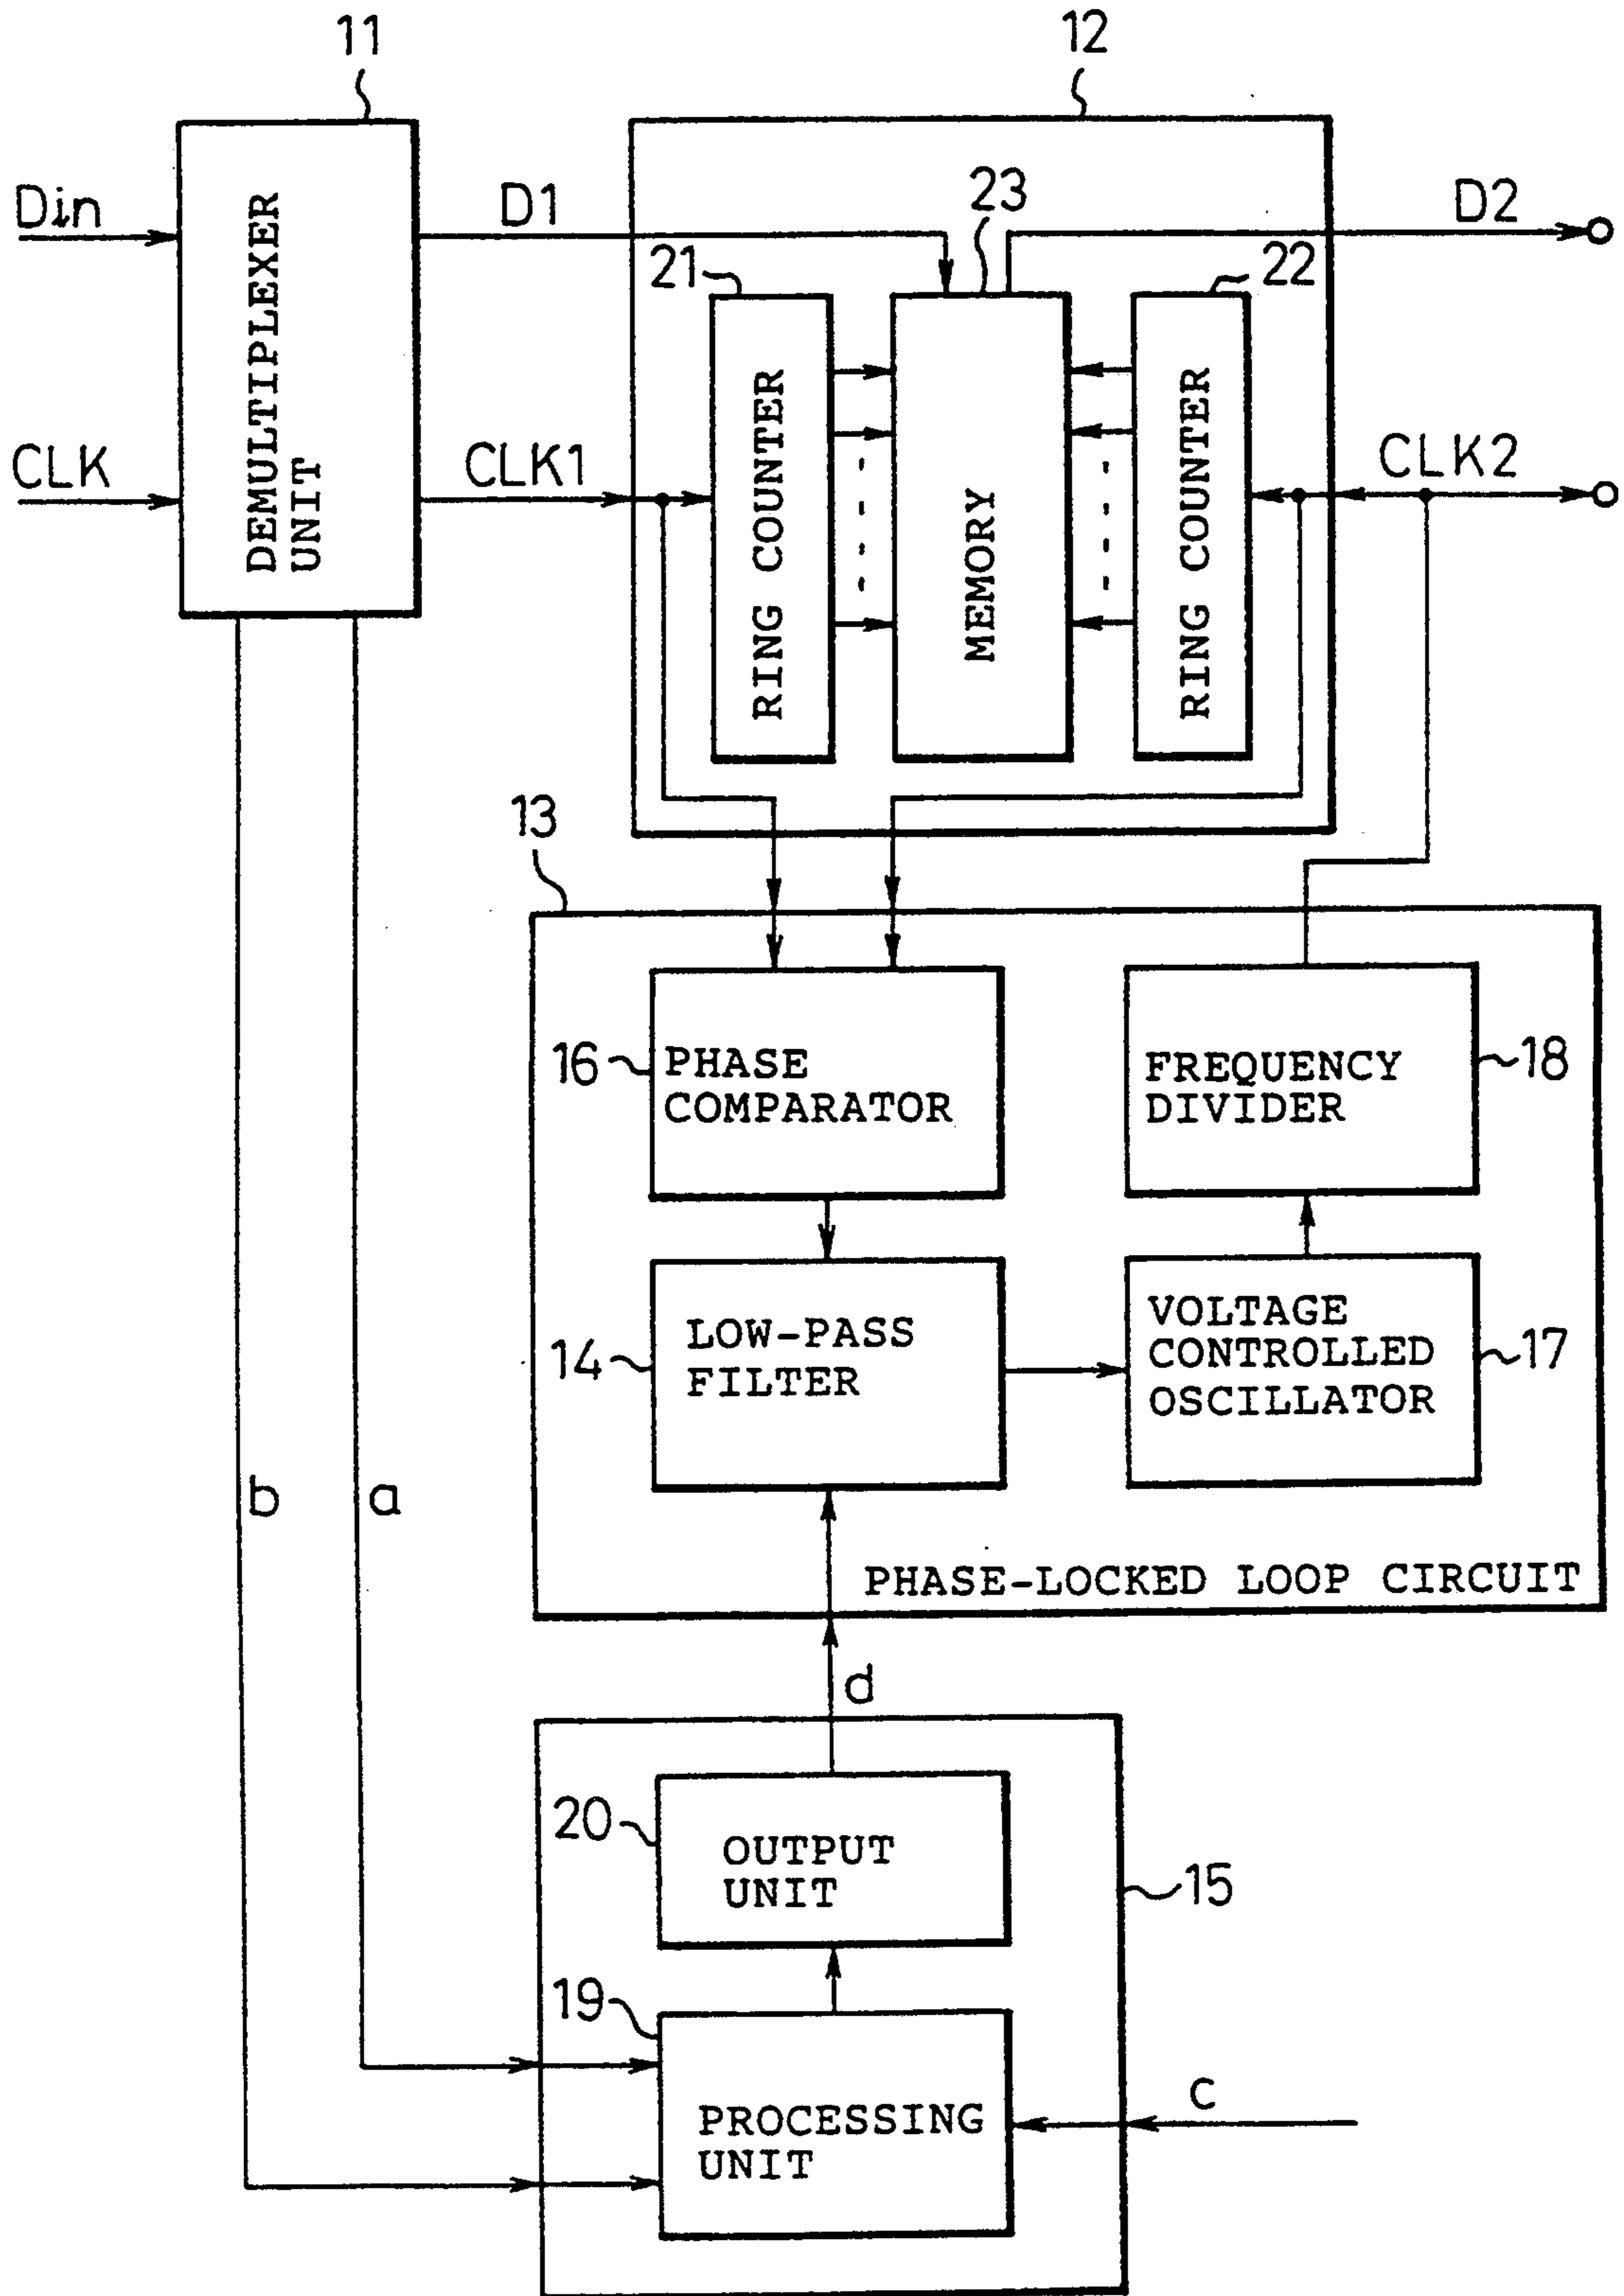 11
12
Din
D1
23
D2
21
22
DEMULTIPLEXER
UNIT
CLK
CLK1
RING COUNTER
MEMORY
RING COUNTER
CLK2
13
16
PHASE
COMPARATOR
FREQUENCY
DIVIDER
18
14
LOW-PASS
FILTER
VOLTAGE
CONTROLLED
OSCILLATOR
17
b
a
PHASE-LOCKED LOOP CIRCUIT
d
20
OUTPUT
UNIT
15
19
PROCESSING
UNIT
c